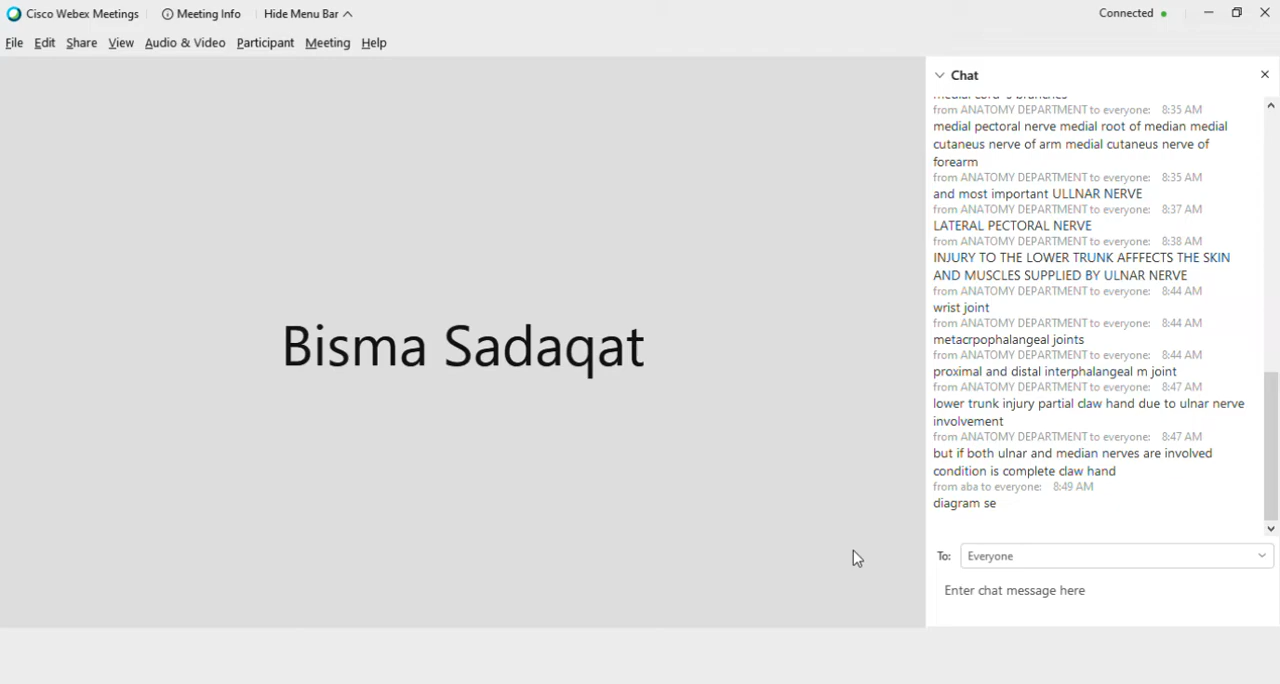 Cisco Webex Meetings
Meeting Info
Hide Menu Bar
Connected
File Edit Share View Audio & Video Participant Meeting Help
Bisma Sadaqat
Chat
from ANATOMY DEPARTMENT to everyone: 8:35 AM
medial pectoral nerve medial root of median medial
cutaneus nerve of arm medial cutaneus nerve of
forearm
from ANATOMY DEPARTMENT to everyone: 8:35 AM
and most important ULLNAR NERVE
from ANATOMY DEPARTMENT to everyone: 8:37 AM
LATERAL PECTORAL NERVE
from ANATOMY DEPARTMENT to everyone: 8:38 AM
INJURY TO THE LOWER TRUNK AFFFECTS THE SKIN
AND MUSCLES SUPPLIED BY ULNAR NERVE
from ANATOMY DEPARTMENT to everyone: 8:44 AM
wrist joint
from ANATOMY DEPARTMENT to everyone: 8:44 AM
metacrpophalangeal joints
from ANATOMY DEPARTMENT to everyone: 8:44 AM
proximal and distal interphalangeal m joint
from ANATOMY DEPARTMENT to everyone: 8:47 AM
lower trunk injury partial claw hand due to ulnar nerve
involvement
from ANATOMY DEPARTMENT to everyone: 8:47 AM
but if both ulnar and median nerves are involved
condition is complete claw hand
from aba to everyone: 8:49 AM
diagram se
To: Everyone
Enter chat message here